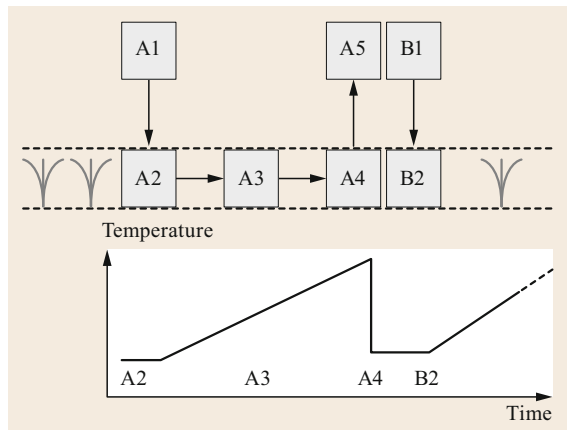 A1 A5 B1
A2 A3 A4 B2
Temperature
A2 A3 A4 B2
Time